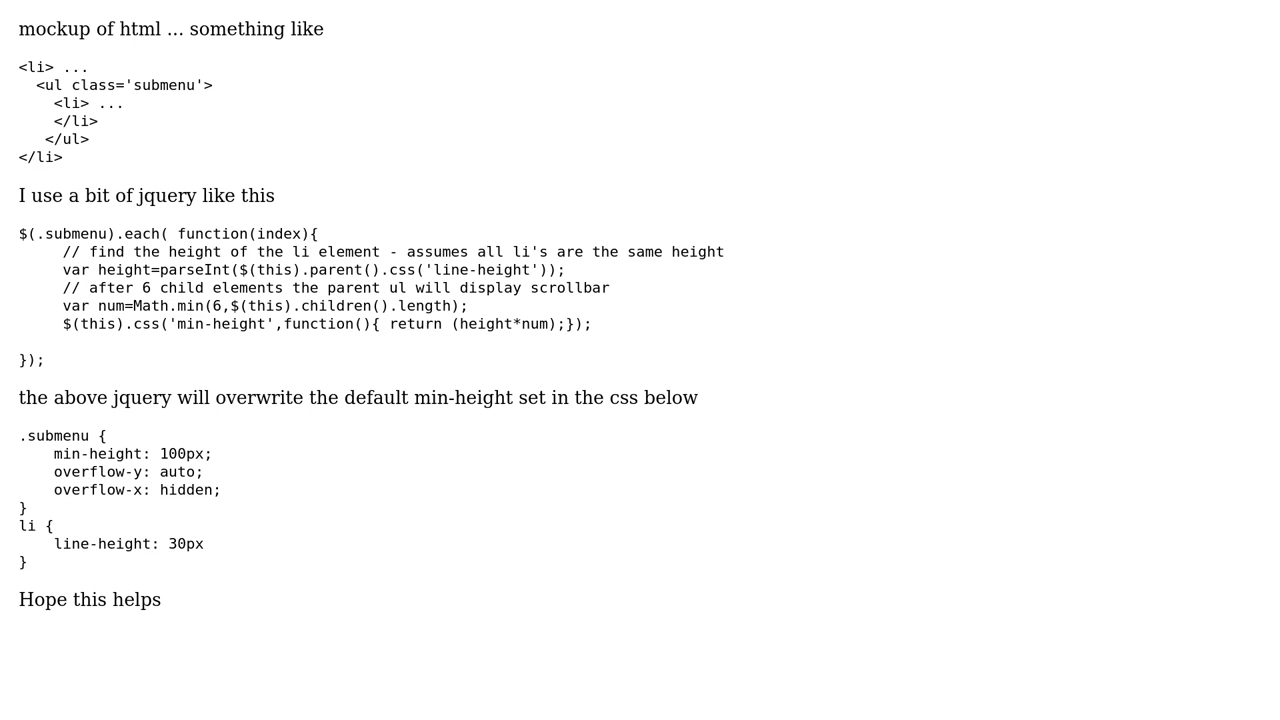 mockup of html ... something like
<li> ...
  <ul class='submenu'>
    <li> ...
    </li>
   </ul>
</li>
I use a bit of jquery like this
$(.submenu).each( function(index){
     // find the height of the li element - assumes all li's are the same height
     var height=parseInt($(this).parent().css('line-height'));
     // after 6 child elements the parent ul will display scrollbar
     var num=Math.min(6,$(this).children().length);
     $(this).css('min-height',function(){ return (height*num);});
});
the above jquery will overwrite the default min-height set in the css below
.submenu {
    min-height: 100px;
    overflow-y: auto;
    overflow-x: hidden;
}
li {
    line-height: 30px
}
Hope this helps